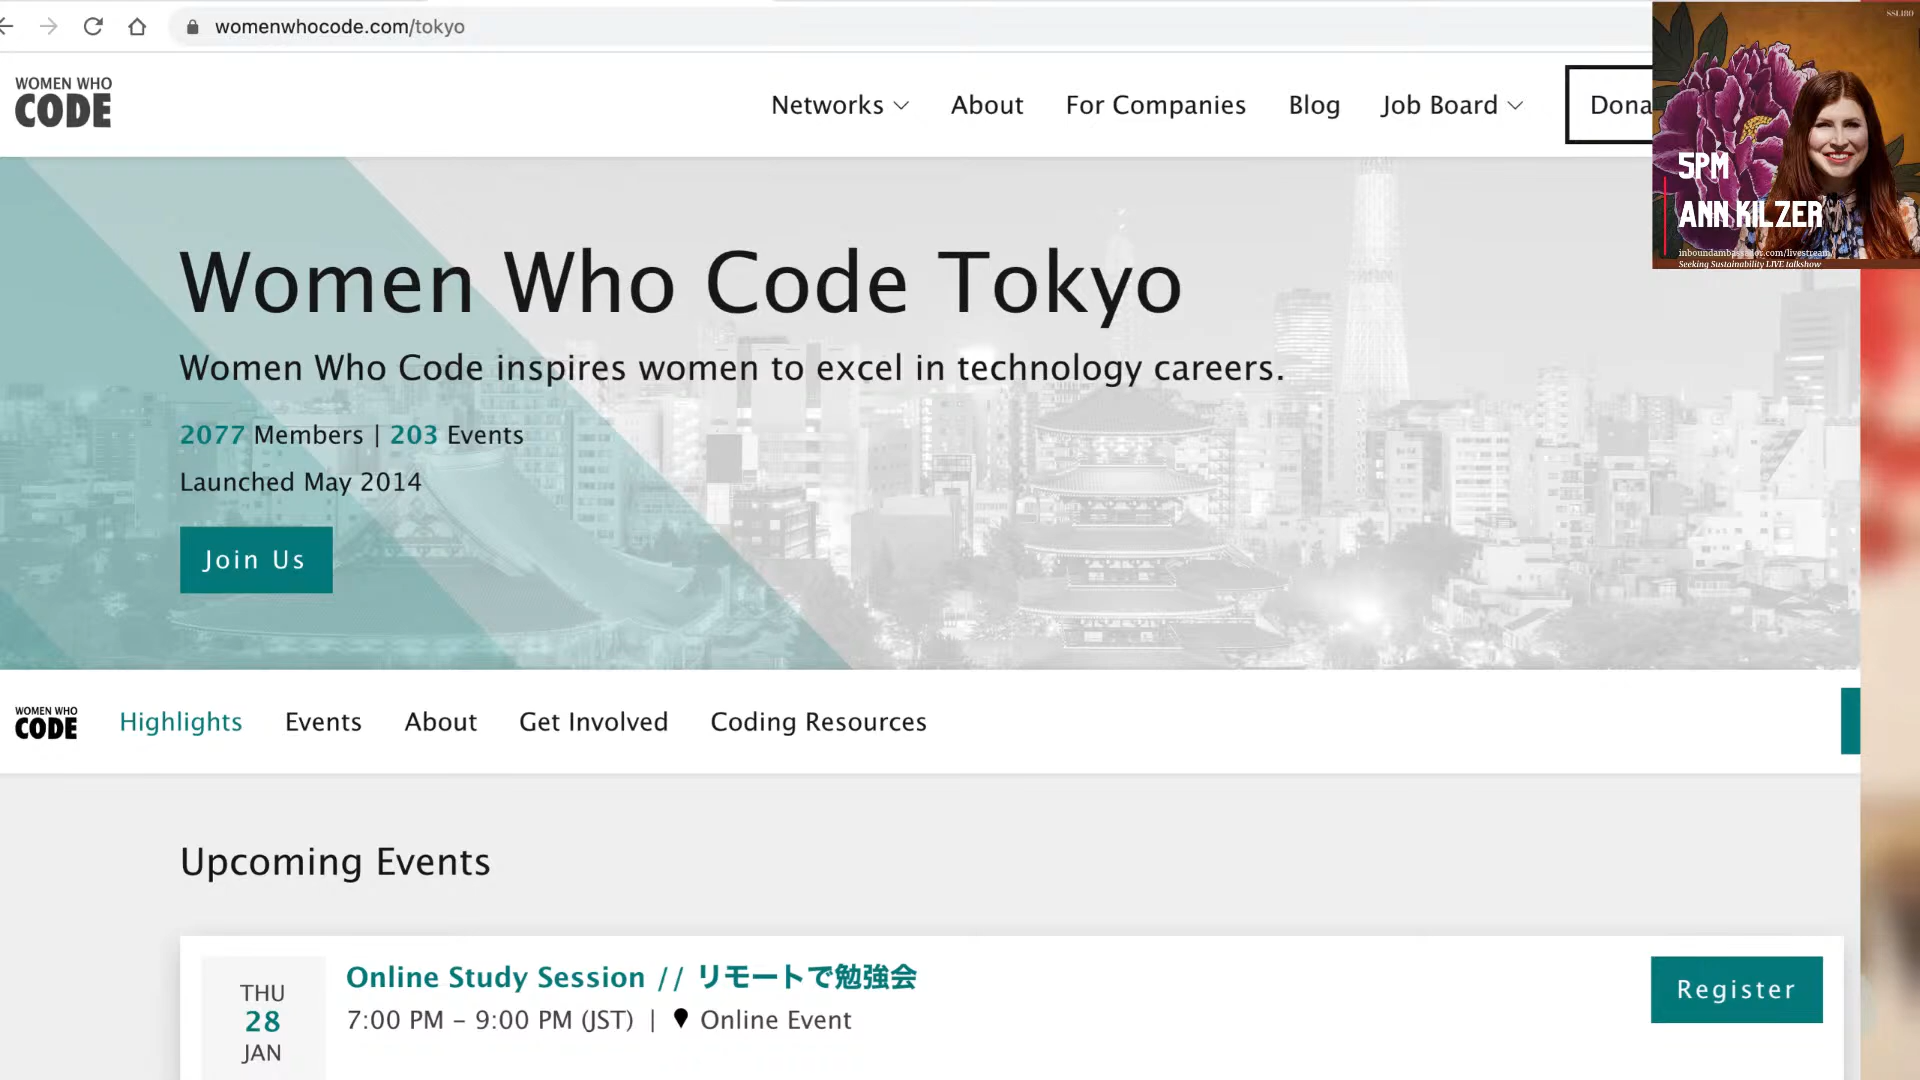 womenwhocode.com/tokyo
SSL180
WOMEN WHO
CODE
Networks
About
For Companies
Blog
Job Board
Dona
5PM
ANN KILZER
inboundambassador.com/livestream/
Seeking Sustainability LIVE talkshow
Women Who Code Tokyo
Women Who Code inspires women to excel in technology careers.
2077 Members | 203 Events
Launched May 2014
Join Us
WOMEN WHO
CODE
Highlights
Events
About
Get Involved
Coding Resources
Upcoming Events
THU
28
JAN
Online Study Session // リモートで勉強会
7:00 PM – 9:00 PM (JST) | Online Event
Register